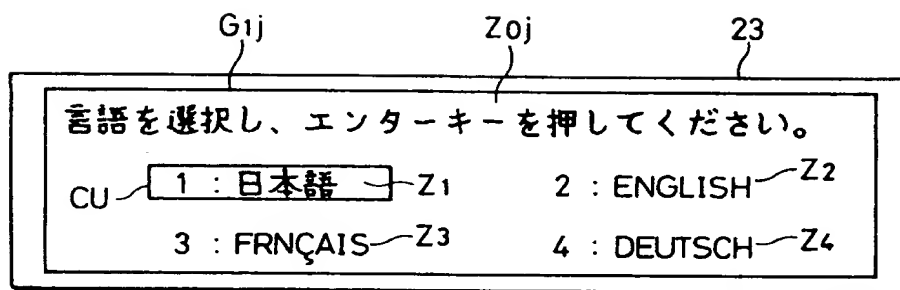 G1j Z0j 23
言語を選択し、エンターキーを押してください。
CU 1 : 日本語 Z1 2 : ENGLISH Z2
3 : FRNÇAIS Z3 4 : DEUTSCH Z4